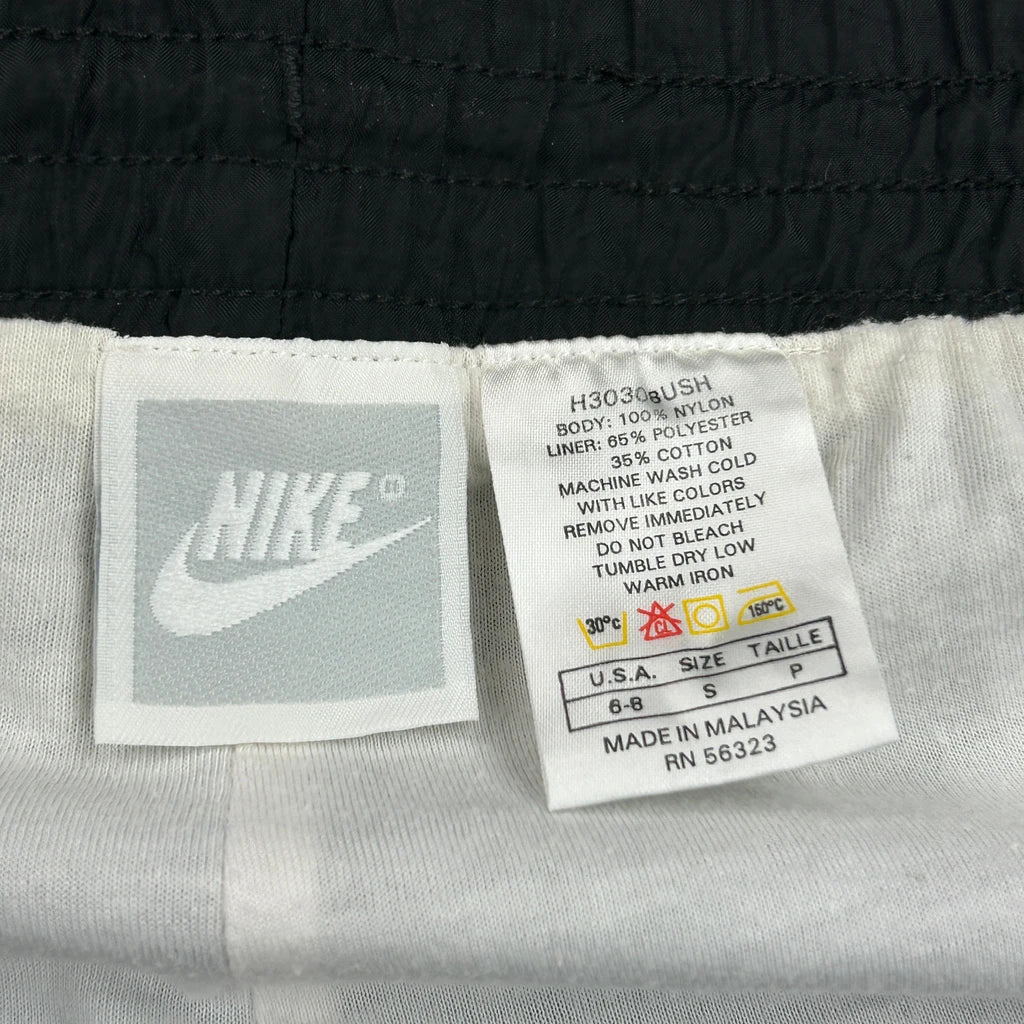 NIKE®
H30308USH
BODY: 100% NYLON
LINER: 65% POLYESTER
35% COTTON
MACHINE WASH COLD
WITH LIKE COLORS
REMOVE IMMEDIATELY
DO NOT BLEACH
TUMBLE DRY LOW
WARM IRON
30°C CL 150°C
U.S.A. SIZE TAILLE
6-8 S P
MADE IN MALAYSIA
RN 56323